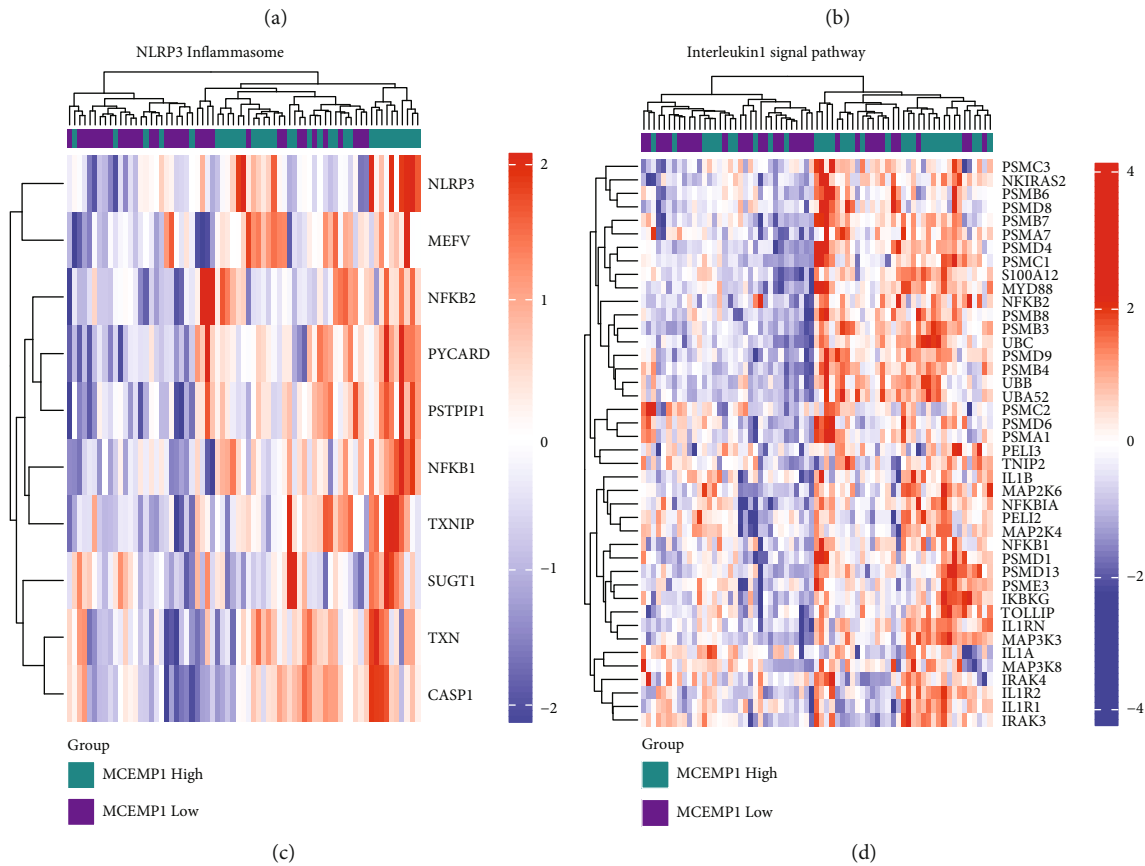 (a)
(b)
NLRP3 Inflammasome
NLRP3
MEFV
NFKB2
PYCARD
PSTPIP1
NFKB1
TXNIP
SUGT1
TXN
CASP1
2
1
0
−1
−2
Group
MCEMP1 High
MCEMP1 Low
(c)
Interleukin1 signal pathway
PSMC3
NKIRAS2
PSMB6
PSMD8
PSMB7
PSMA7
PSMD4
PSMC1
S100A12
MYD88
NFKB2
PSMB8
PSMB3
UBC
PSMD9
PSMB4
UBB
UBA52
PSMC2
PSMD6
PSMA1
PELI3
TNIP2
IL1B
MAP2K6
NFKBIA
PELI2
MAP2K4
NFKB1
PSMD1
PSMD13
PSME3
IKBKG
TOLLIP
IL1RN
MAP3K3
IL1A
MAP3K8
IRAK4
IL1R2
IL1R1
IRAK3
4
2
0
−2
−4
Group
MCEMP1 High
MCEMP1 Low
(d)